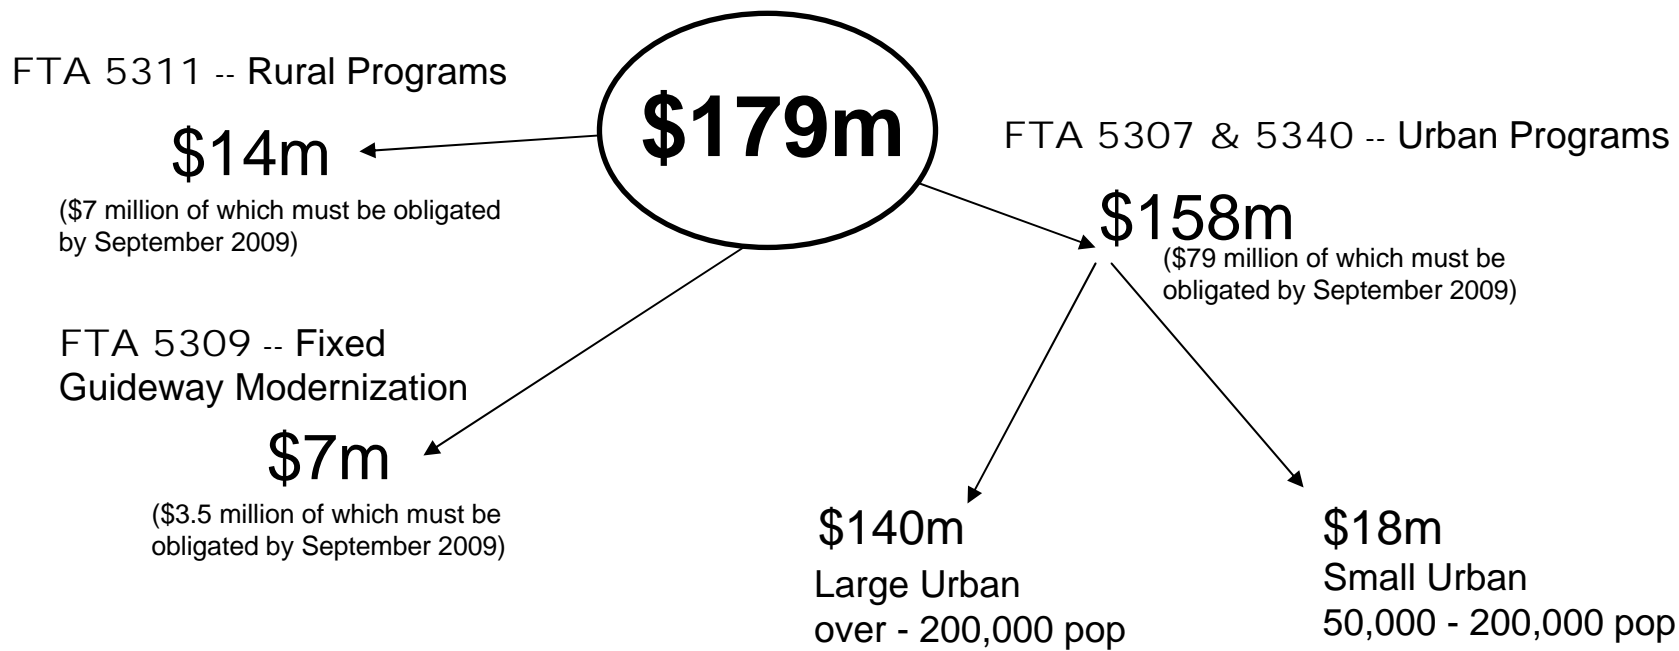 $179m
FTA 5311 -- Rural Programs
$14m
($7 million of which must be obligated
by September 2009)
FTA 5307 & 5340 -- Urban Programs
$158m
($79 million of which must be
obligated by September 2009)
FTA 5309 -- Fixed
Guideway Modernization
$7m
($3.5 million of which must be
obligated by September 2009)
$140m
Large Urban
over - 200,000 pop
$18m
Small Urban
50,000 - 200,000 pop